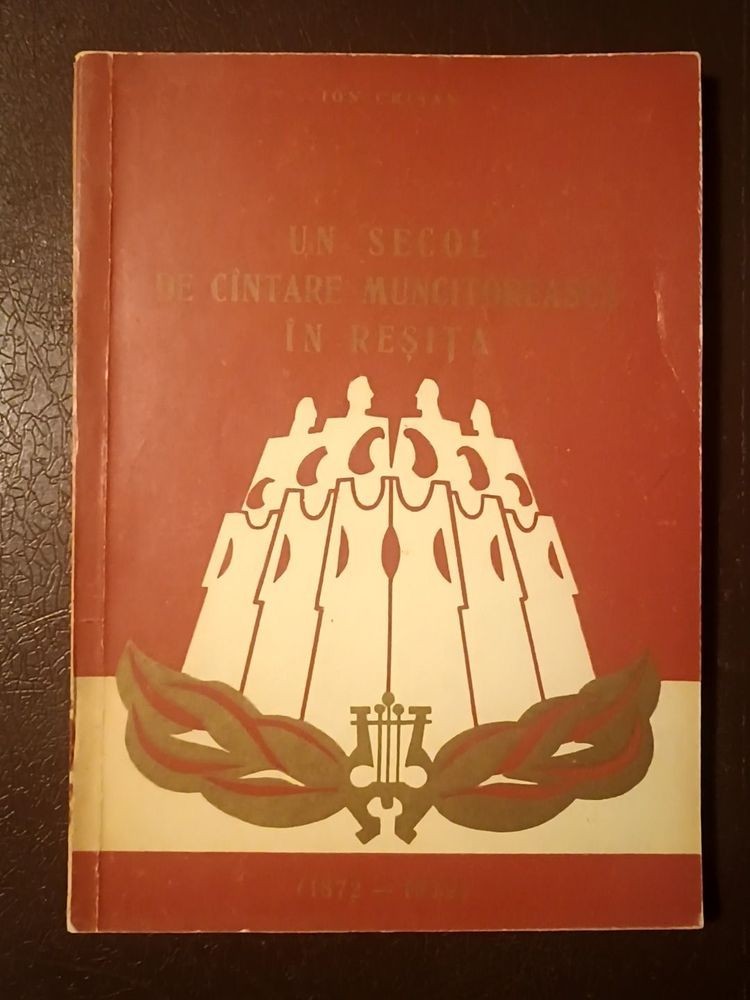 ION CRIȘAN
UN SECOL
DE CÎNTARE MUNCITOREASCĂ
ÎN REȘIȚA
(1872 —